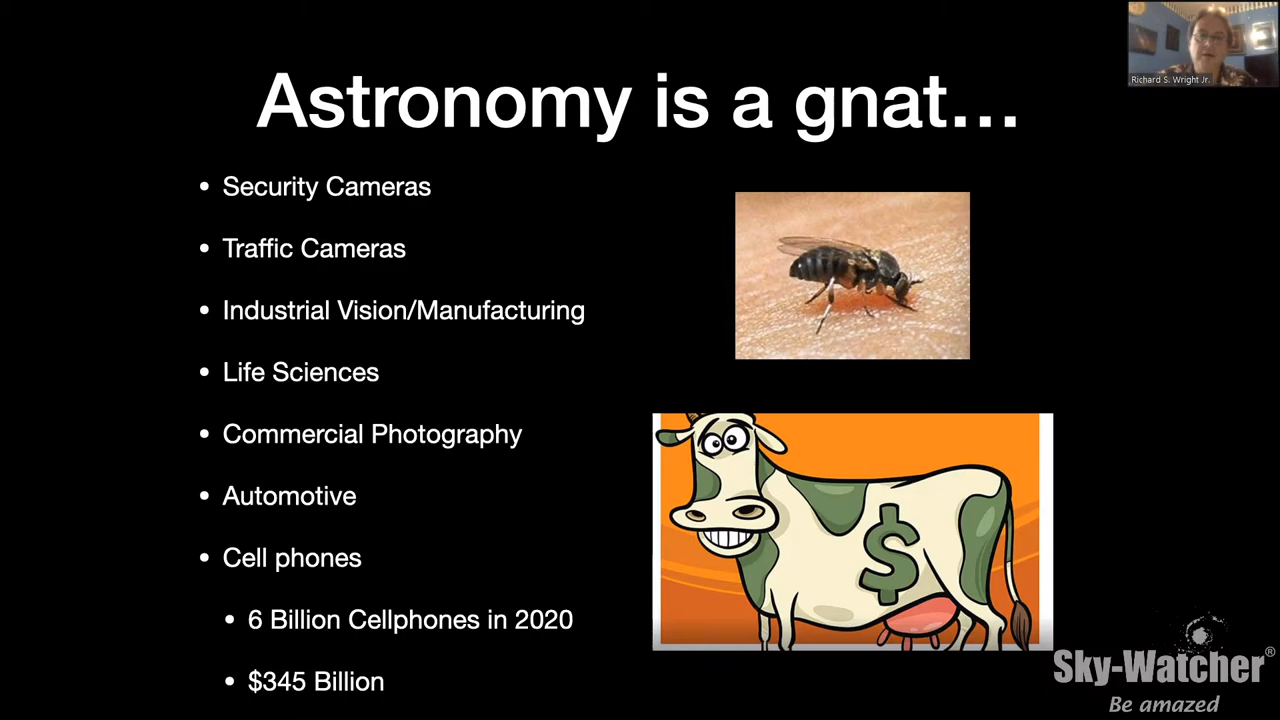 Richard S. Wright Jr.
Astronomy is a gnat…
• Security Cameras
• Traffic Cameras
• Industrial Vision/Manufacturing
• Life Sciences
• Commercial Photography
• Automotive
• Cell phones
• 6 Billion Cellphones in 2020
• $345 Billion
$
Sky-Watcher®
Be amazed